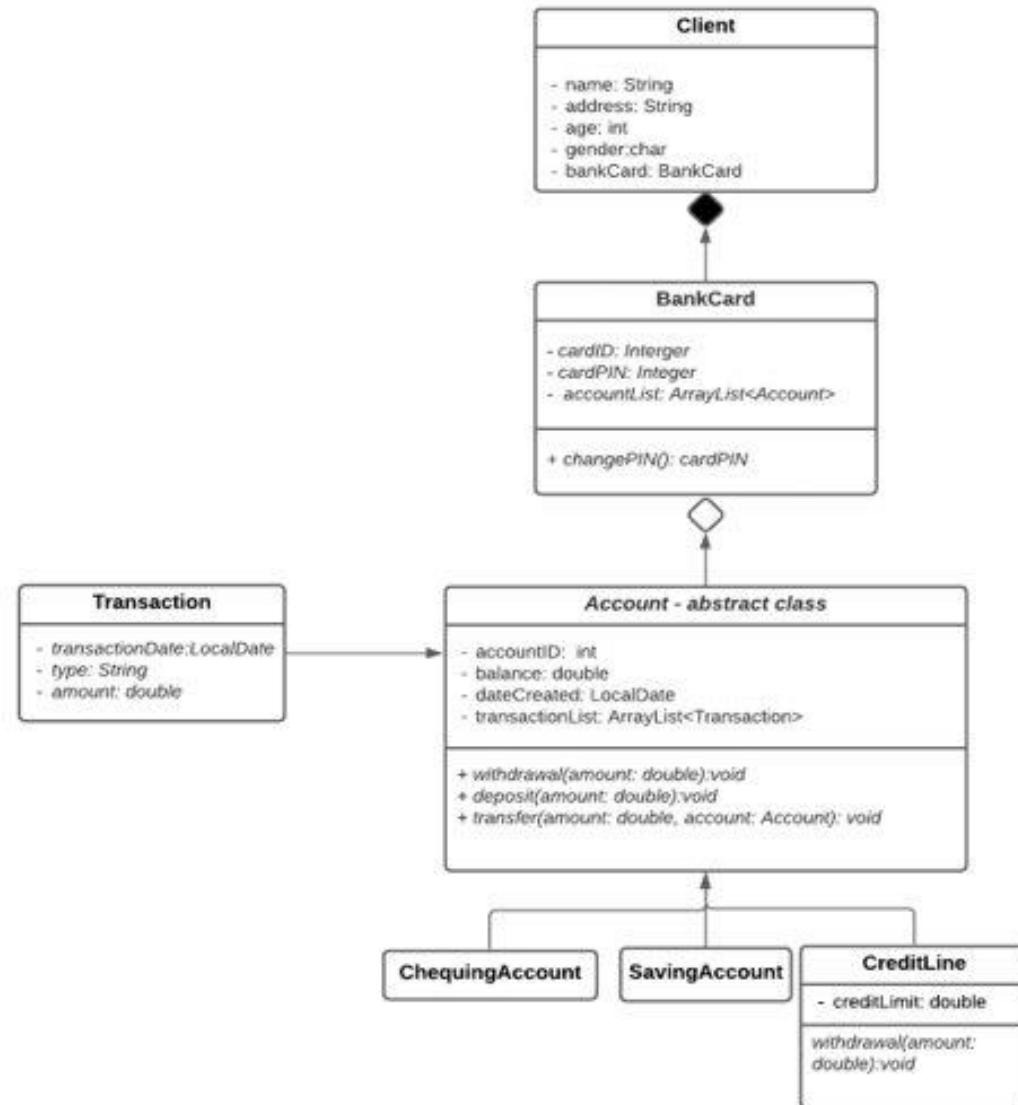 Client
- name: String
- address: String
- age: int
- gender:char
- bankCard: BankCard
BankCard
- cardID: Interger
- cardPIN: Integer
- accountList: ArrayList<Account>
+ changePIN(): cardPIN
Transaction
- transactionDate:LocalDate
- type: String
- amount: double
Account - abstract class
- accountID: int
- balance: double
- dateCreated: LocalDate
- transactionList: ArrayList<Transaction>
+ withdrawal(amount: double):void
+ deposit(amount: double):void
+ transfer(amount: double, account: Account): void
ChequingAccount
SavingAccount
CreditLine
- creditLimit: double
withdrawal(amount:
double):void